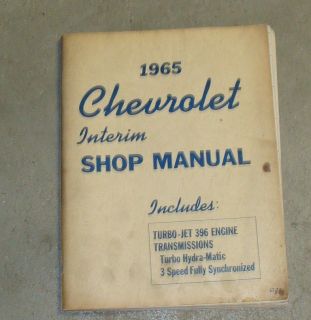 1965
Chevrolet
Interim
SHOP MANUAL
Includes:
TURBO-JET 396 ENGINE
TRANSMISSIONS
Turbo Hydra-Matic
3 Speed Fully Synchronized